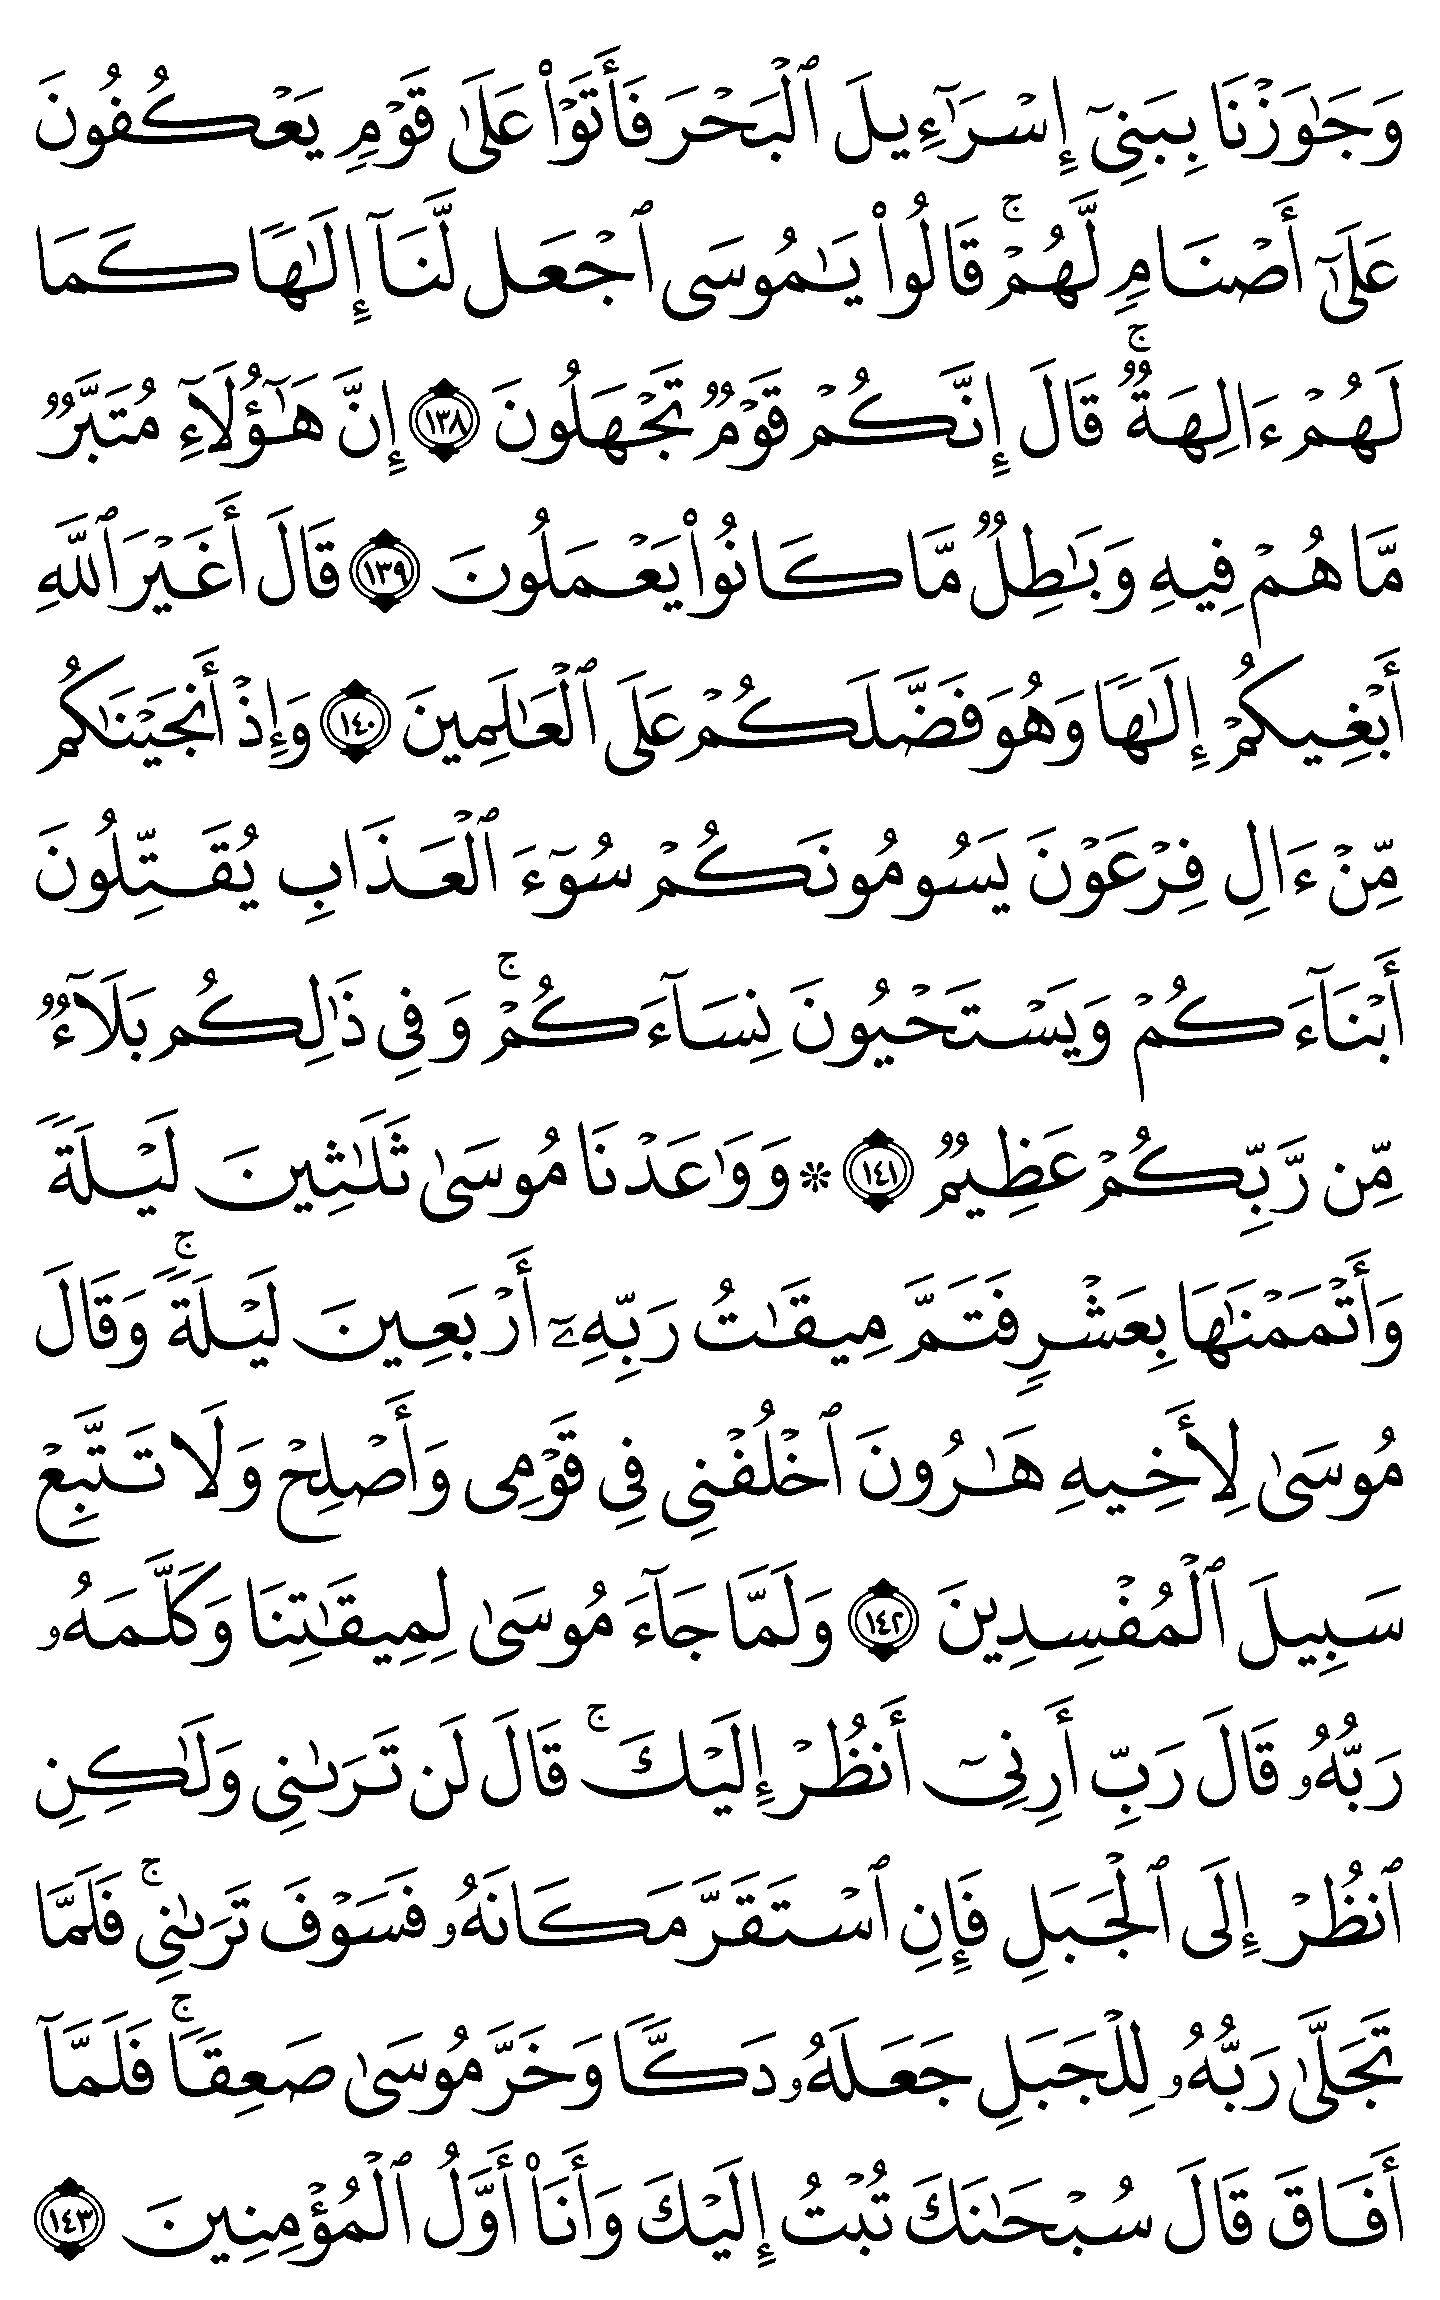 وَجَٰوَزْنَا بِبَنِىٓ إِسْرَٰٓءِيلَ ٱلْبَحْرَ فَأَتَوْا۟ عَلَىٰ قَوْمٍ يَعْكُفُونَ
عَلَىٰٓ أَصْنَامٍ لَّهُمْ ۚ قَالُوا۟ يَٰمُوسَى ٱجْعَل لَّنَآ إِلَٰهًا كَمَا
لَهُمْ ءَالِهَةٌ ۚ قَالَ إِنَّكُمْ قَوْمٌ تَجْهَلُونَ ١٣٨ إِنَّ هَٰٓؤُلَآءِ مُتَبَّرٌ
مَّا هُمْ فِيهِ وَبَٰطِلٌ مَّا كَانُوا۟ يَعْمَلُونَ ١٣٩ قَالَ أَغَيْرَ ٱللَّهِ
أَبْغِيكُمْ إِلَٰهًا وَهُوَ فَضَّلَكُمْ عَلَى ٱلْعَٰلَمِينَ ١٤٠ وَإِذْ أَنجَيْنَٰكُم
مِّنْ ءَالِ فِرْعَوْنَ يَسُومُونَكُمْ سُوٓءَ ٱلْعَذَابِ يُقَتِّلُونَ
أَبْنَآءَكُمْ وَيَسْتَحْيُونَ نِسَآءَكُمْ ۚ وَفِى ذَٰلِكُم بَلَآءٌ
مِّن رَّبِّكُمْ عَظِيمٌ ١٤١ ۞ وَوَٰعَدْنَا مُوسَىٰ ثَلَٰثِينَ لَيْلَةً
وَأَتْمَمْنَٰهَا بِعَشْرٍ فَتَمَّ مِيقَٰتُ رَبِّهِۦٓ أَرْبَعِينَ لَيْلَةً ۚ وَقَالَ
مُوسَىٰ لِأَخِيهِ هَٰرُونَ ٱخْلُفْنِى فِى قَوْمِى وَأَصْلِحْ وَلَا تَتَّبِعْ
سَبِيلَ ٱلْمُفْسِدِينَ ١٤٢ وَلَمَّا جَآءَ مُوسَىٰ لِمِيقَٰتِنَا وَكَلَّمَهُۥ
رَبُّهُۥ قَالَ رَبِّ أَرِنِىٓ أَنظُرْ إِلَيْكَ ۚ قَالَ لَن تَرَىٰنِى وَلَٰكِنِ
ٱنظُرْ إِلَى ٱلْجَبَلِ فَإِنِ ٱسْتَقَرَّ مَكَانَهُۥ فَسَوْفَ تَرَىٰنِى ۚ فَلَمَّا
تَجَلَّىٰ رَبُّهُۥ لِلْجَبَلِ جَعَلَهُۥ دَكًّا وَخَرَّ مُوسَىٰ صَعِقًا ۚ فَلَمَّآ
أَفَاقَ قَالَ سُبْحَٰنَكَ تُبْتُ إِلَيْكَ وَأَنَا۠ أَوَّلُ ٱلْمُؤْمِنِينَ ١٤٣